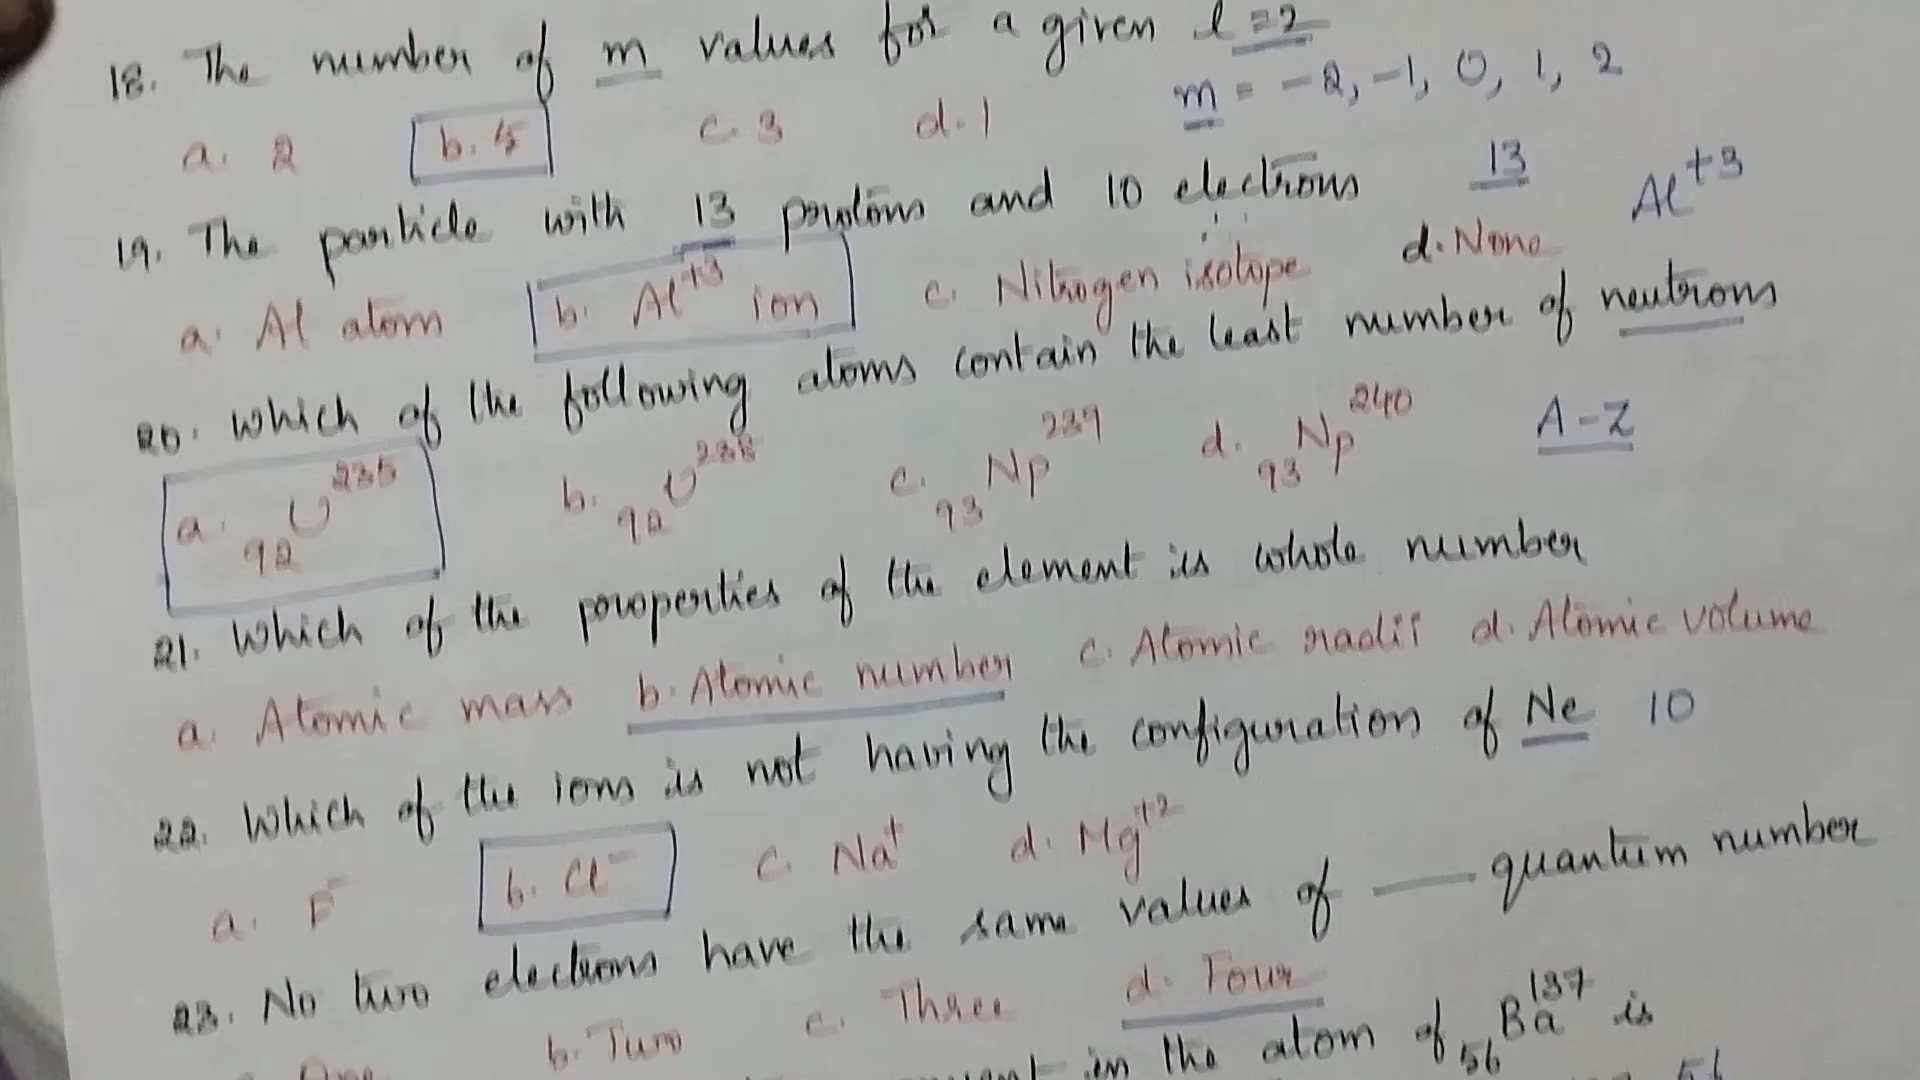 18. The number of m values for a given l=2
m = -2, -1, 0, 1, 2
a. 2 b. 5 c. 3 d. 1
19. The particle with 13 protons and 10 electrons 13 Al+3
a. Al atom b. Al+3 ion c. Nitrogen isotope d. None
20. Which of the following atoms contain the least number of neutrons
a. 92U235 b. 92U238 c. 93Np239 d. 93Np240 A-Z
21. Which of the properties of the element is whole number
a. Atomic mass b. Atomic number c. Atomic radii d. Atomic volume
22. Which of the ions is not having the configuration of Ne 10
a. F- b. Cl- c. Na+ d. Mg+2
23. No two electrons have the same values of — quantum number
One b. Two c. Three d. Four
in the atom of 56Ba137 is
56